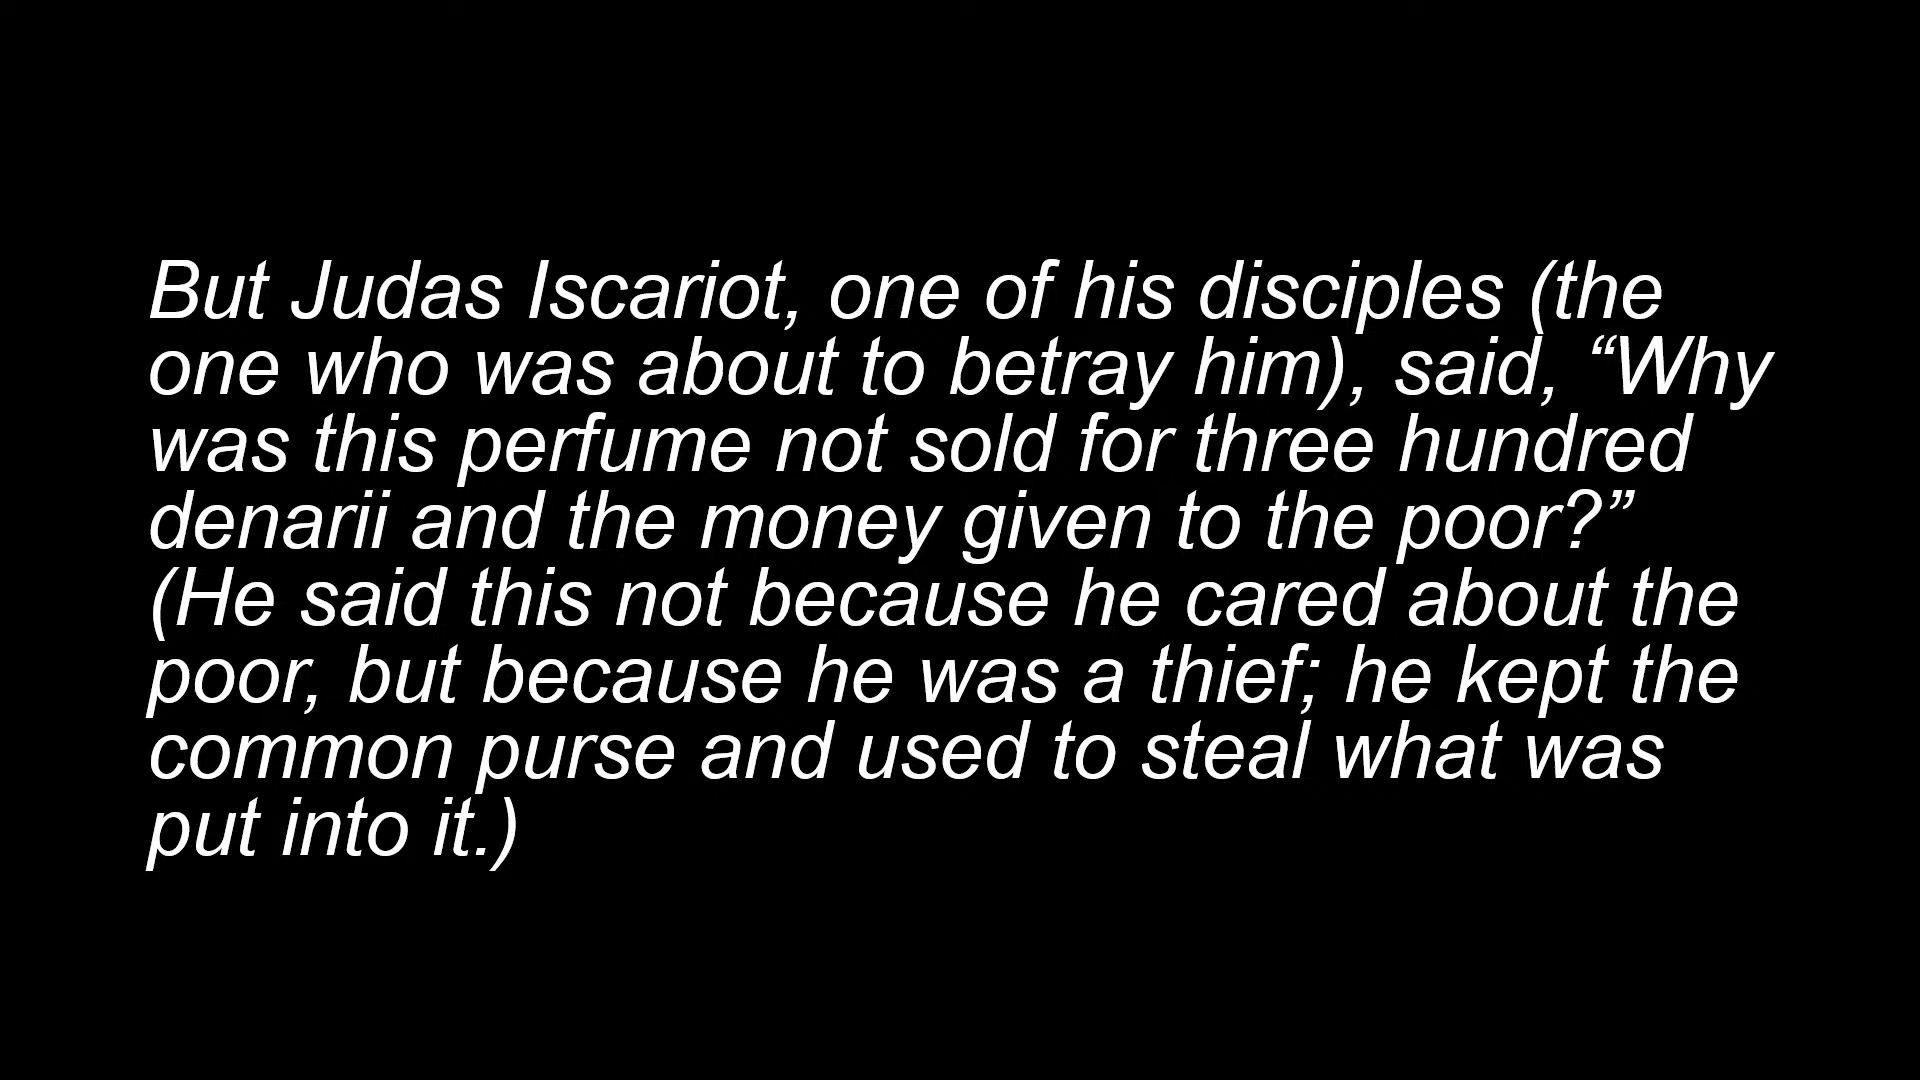 But Judas Iscariot, one of his disciples (the
one who was about to betray him), said, “Why
was this perfume not sold for three hundred
denarii and the money given to the poor?”
(He said this not because he cared about the
poor, but because he was a thief; he kept the
common purse and used to steal what was
put into it.)